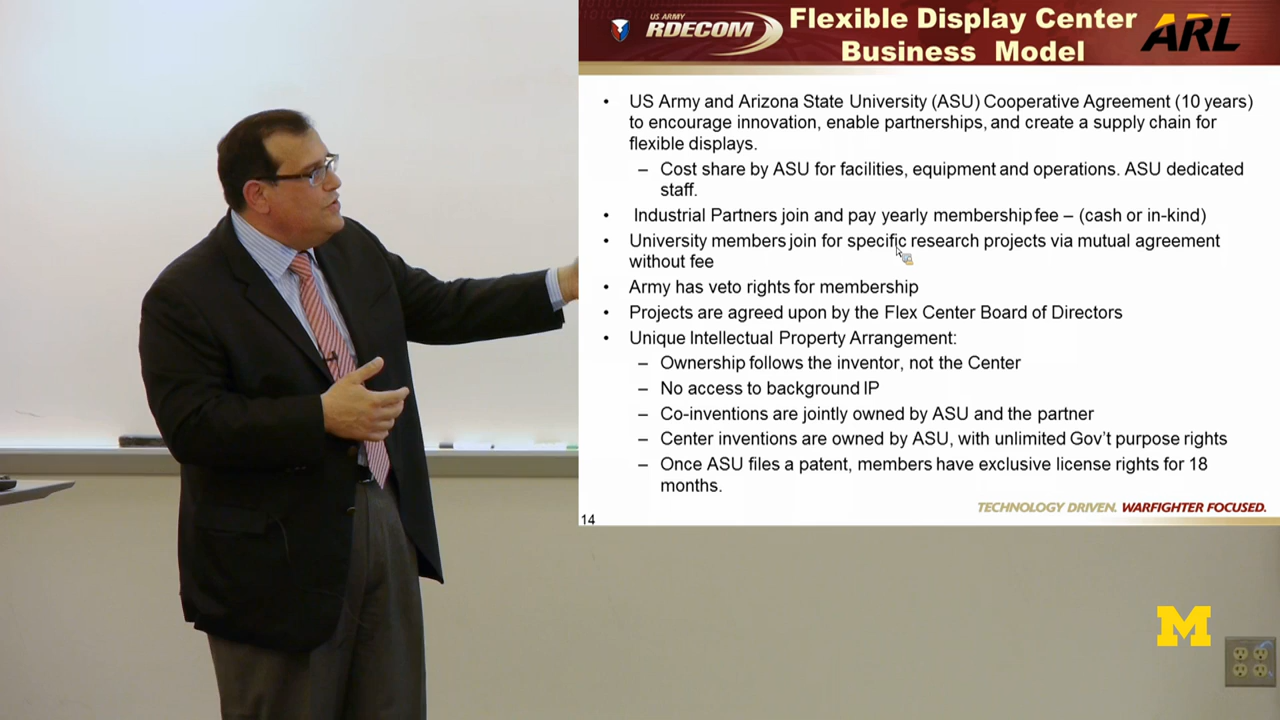 US ARMY
RDECOM
Flexible Display Center
Business Model
ARL
• US Army and Arizona State University (ASU) Cooperative Agreement (10 years)
to encourage innovation, enable partnerships, and create a supply chain for
flexible displays.
– Cost share by ASU for facilities, equipment and operations. ASU dedicated
staff.
• Industrial Partners join and pay yearly membership fee – (cash or in-kind)
• University members join for specific research projects via mutual agreement
without fee
• Army has veto rights for membership
• Projects are agreed upon by the Flex Center Board of Directors
• Unique Intellectual Property Arrangement:
– Ownership follows the inventor, not the Center
– No access to background IP
– Co-inventions are jointly owned by ASU and the partner
– Center inventions are owned by ASU, with unlimited Gov't purpose rights
– Once ASU files a patent, members have exclusive license rights for 18
months.
TECHNOLOGY DRIVEN. WARFIGHTER FOCUSED.
14
M